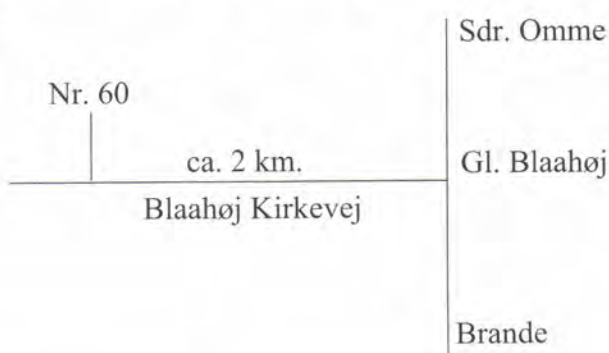 Sdr. Omme
Nr. 60
ca. 2 km.
Gl. Blaahøj
Blaahøj Kirkevej
Brande